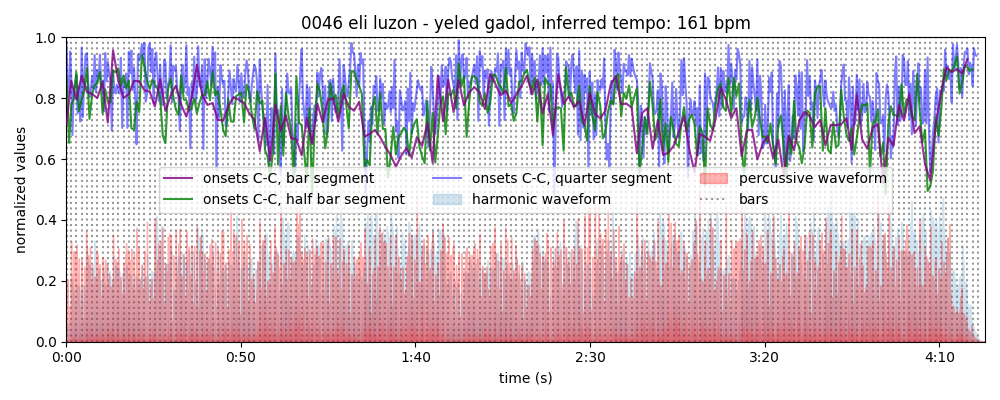 0046 eli luzon - yeled gadol, inferred tempo: 161 bpm
normalized values
1.0
0.8
0.6
0.4
0.2
0.0
onsets C-C, bar segment
onsets C-C, half bar segment
onsets C-C, quarter segment
harmonic waveform
percussive waveform
bars
0:00 0:50 1:40 2:30 3:20 4:10
time (s)